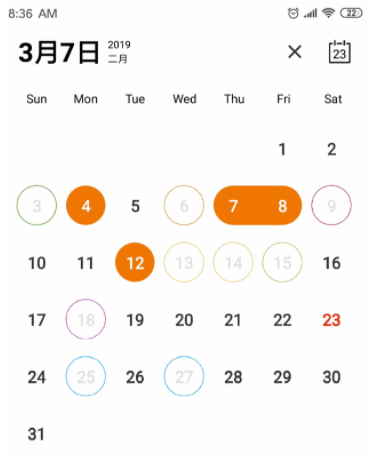 8:36 AM 22
3月7日 2019 23
二月
Sun Mon Tue Wed Thu Fri Sat
1 2
3 4 5 6 7 8 9
10 11 12 13 14 15 16
17 18 19 20 21 22 23
24 25 26 27 28 29 30
31